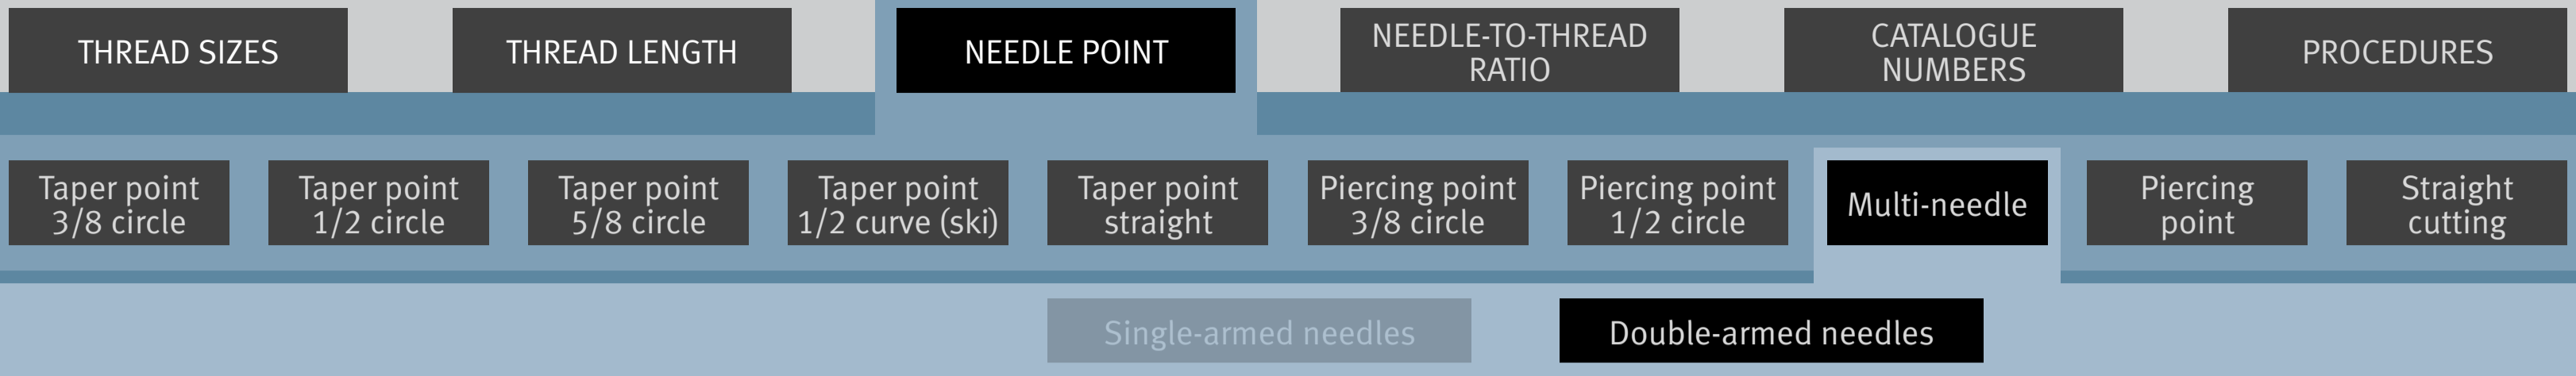 THREAD SIZES
THREAD LENGTH
NEEDLE POINT
NEEDLE-TO-THREAD
RATIO
CATALOGUE
NUMBERS
PROCEDURES
Taper point
3/8 circle
Taper point
1/2 circle
Taper point
5/8 circle
Taper point
1/2 curve (ski)
Taper point
straight
Piercing point
3/8 circle
Piercing point
1/2 circle
Multi-needle
Piercing
point
Straight
cutting
Single-armed needles
Double-armed needles